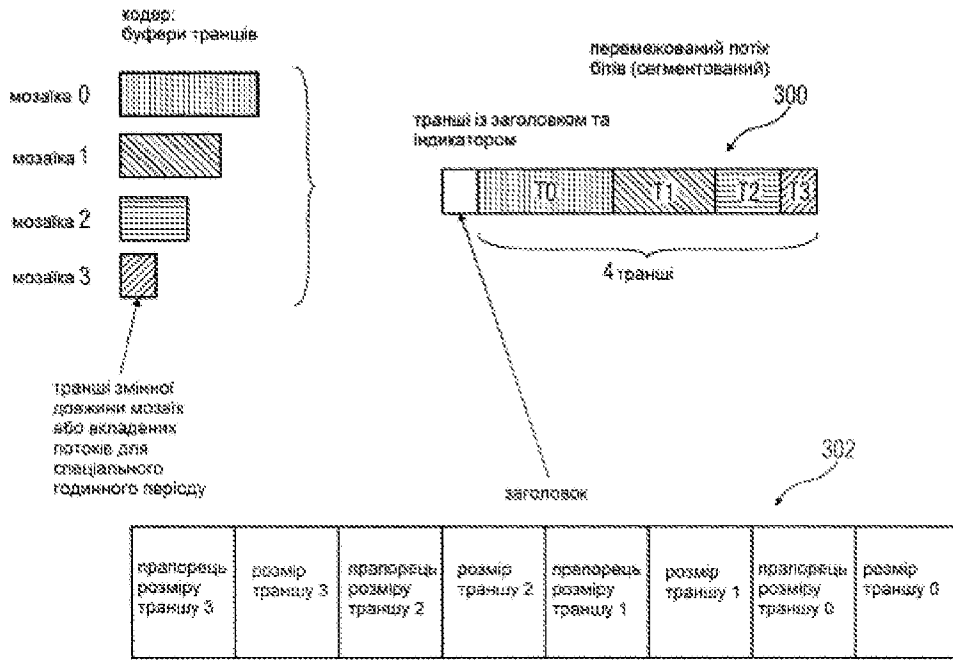 кодер:
буфери траншів
мозаїка 0
мозаїка 1
мозаїка 2
мозаїка 3
транші змінної
довжини мозаїк
або вкладених
потоків для
спеціального
годинного періоду
перемежований потік
бітів (сегментований)
300
транші із заголовком та
індикатором
T0
T1
T2
T3
4 транші
заголовок
302
прапорець
розміру
траншу 3
розмір
траншу 3
прапорець
розміру
траншу 2
розмір
траншу 2
прапорець
розміру
траншу 1
розмір
траншу 1
прапорець
розміру
траншу 0
розмір
траншу 0